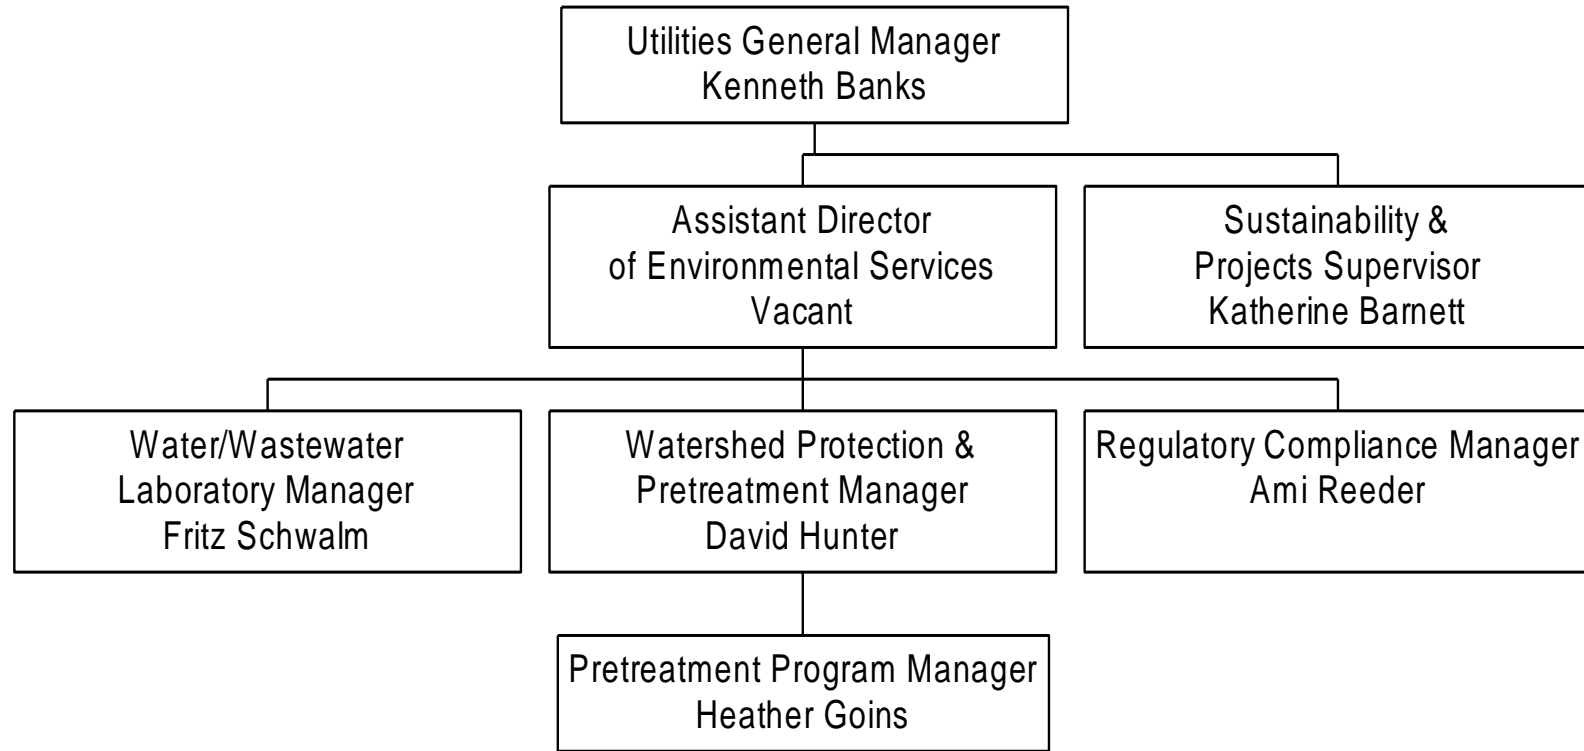 Utilities General Manager
Kenneth Banks
Assistant Director
of Environmental Services
Vacant
Sustainability &
Projects Supervisor
Katherine Barnett
Water/Wastewater
Laboratory Manager
Fritz Schwalm
Watershed Protection &
Pretreatment Manager
David Hunter
Regulatory Compliance Manager
Ami Reeder
Pretreatment Program Manager
Heather Goins